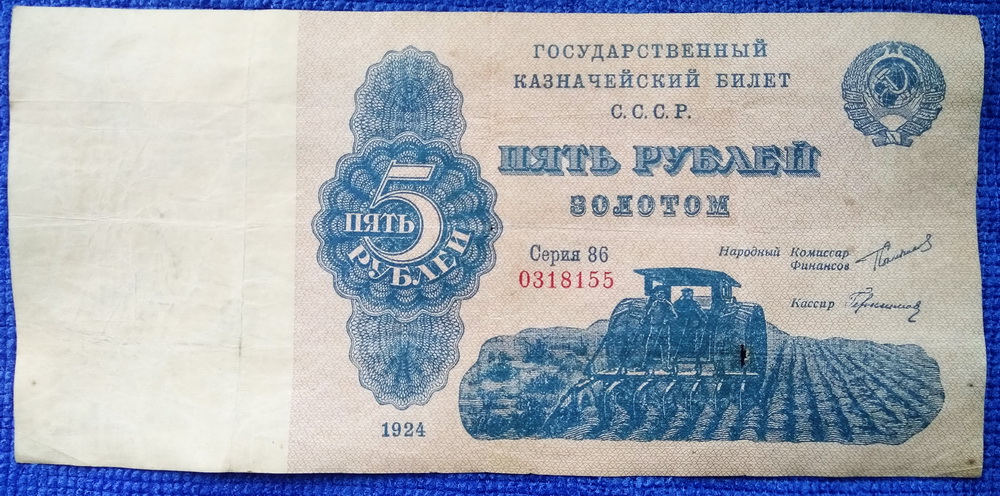 ГОСУДАРСТВЕННЫЙ
КАЗНАЧЕЙСКИЙ БИЛЕТ
С.С.С.Р.
ПЯТЬ РУБЛЕЙ
ЗОЛОТОМ
5
ПЯТЬ
РУБЛЕЙ
Серия 86
0318155
Народный Комиссар
Финансов
Кассир
1924